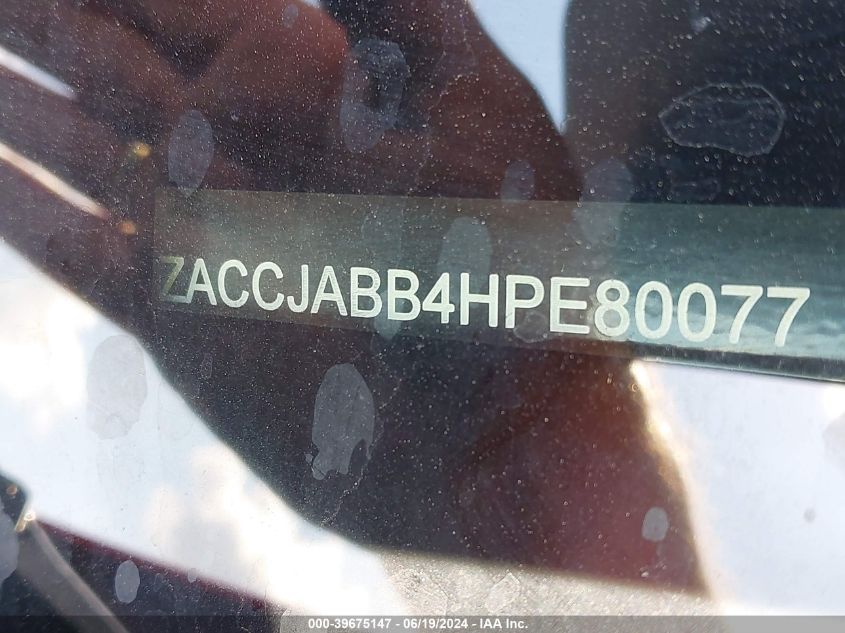 ZACCJABB4HPE80077
000-39675147 - 06/19/2024 - IAA Inc.